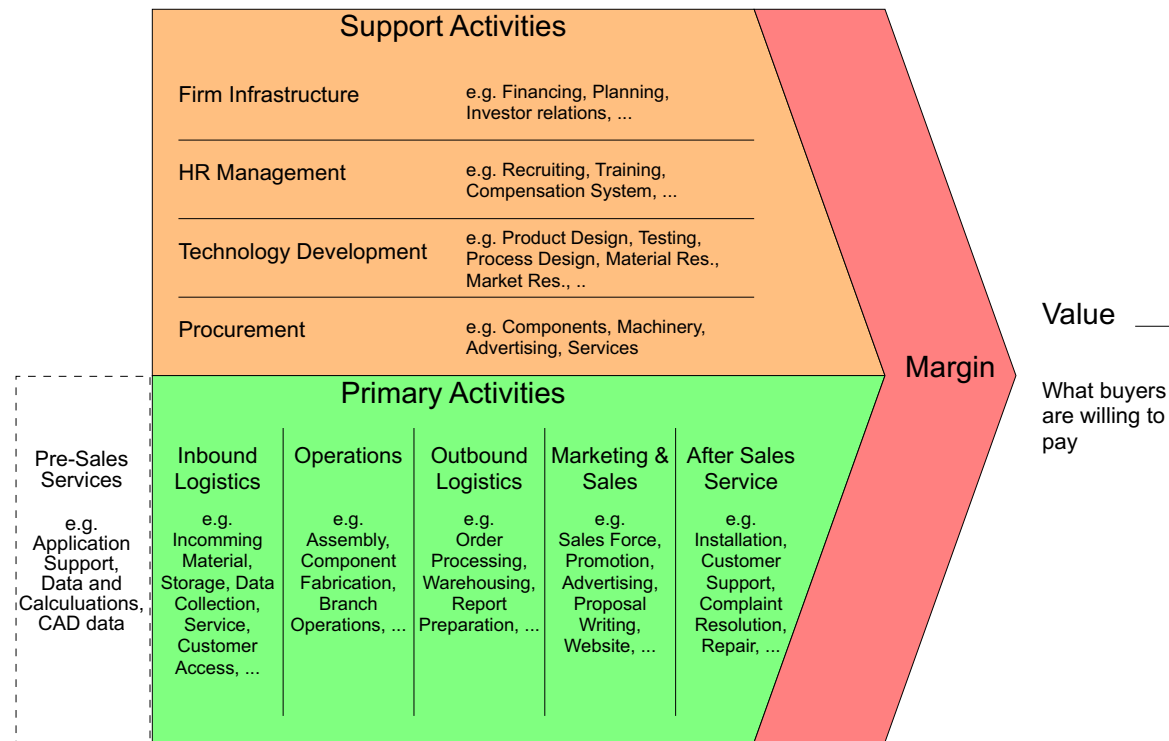 Support Activities
Firm Infrastructure
e.g. Financing, Planning,
Investor relations, ...
HR Management
e.g. Recruiting, Training,
Compensation System, ...
Technology Development
e.g. Product Design, Testing,
Process Design, Material Res.,
Market Res., ..
Procurement
e.g. Components, Machinery,
Advertising, Services
Primary Activities
Pre-Sales
Services
e.g.
Application
Support,
Data and
Calculuations,
CAD data
Inbound
Logistics
e.g.
Incomming
Material,
Storage, Data
Collection,
Service,
Customer
Access, ...
Operations
e.g.
Assembly,
Component
Fabrication,
Branch
Operations, ...
Outbound
Logistics
e.g.
Order
Processing,
Warehousing,
Report
Preparation, ...
Marketing &
Sales
e.g.
Sales Force,
Promotion,
Advertising,
Proposal
Writing,
Website, ...
After Sales
Service
e.g.
Installation,
Customer
Support,
Complaint
Resolution,
Repair, ...
Margin
Value
What buyers
are willing to
pay